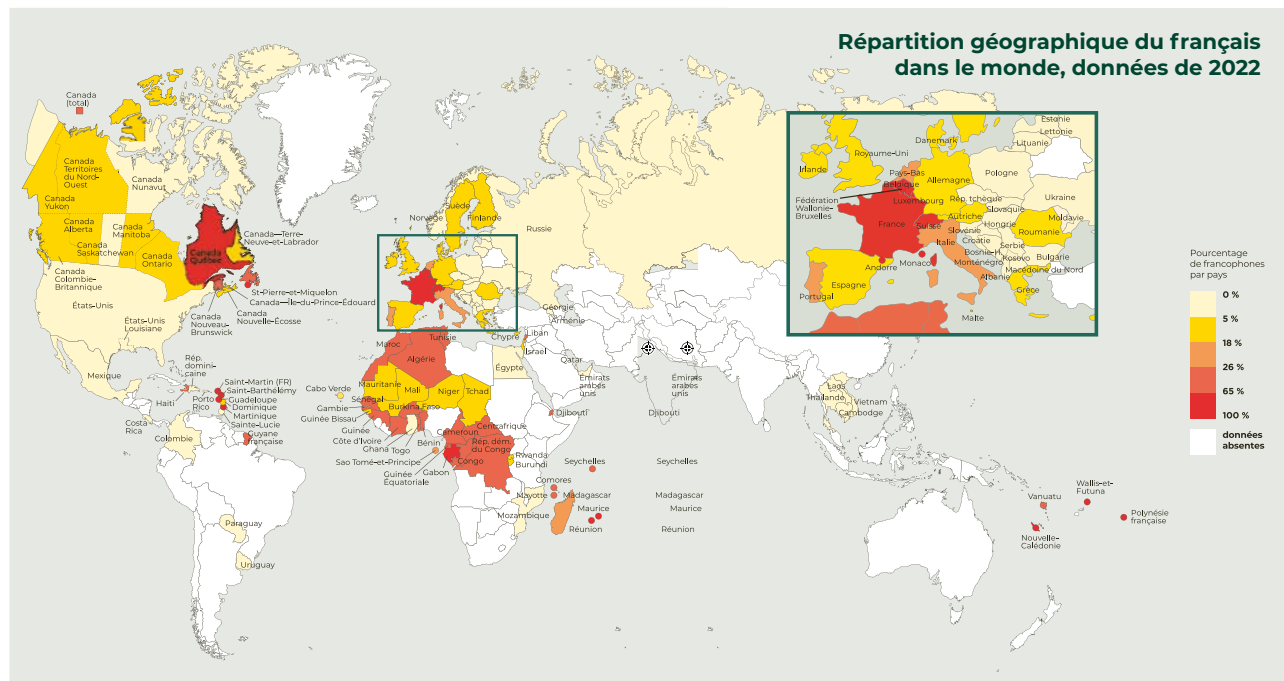 Répartition géographique du français
dans le monde, données de 2022
Canada
(total)
Canada
Territoires
du Nord-
Ouest
Canada
Nunavut
Canada
Yukon
Canada
Alberta
Canada
Manitoba
Canada
Saskatchewan
Canada
Ontario
Canada
Québec
Canada–Terre-
Neuve-et-Labrador
Canada
Colombie-
Britannique
St-Pierre-et-Miquelon
Canada–Île-du-Prince-Édouard
Canada
Nouvelle-Écosse
Canada
Nouveau-
Brunswick
États-Unis
États-Unis
Louisiane
Mexique
Rép.
domini-
caine
Haïti
Porto
Rico
Saint-Martin (FR)
Saint-Barthélémy
Guadeloupe
Dominique
Martinique
Sainte-Lucie
Guyane
Française
Costa
Rica
Colombie
Paraguay
Uruguay
Norvège
Suède
Finlande
Russie
Géorgie
Arménie
Chypre
Liban
Israel
Qatar
Émirats
arabes
unis
Émirats
arabes
unis
Maroc
Tunisie
Algérie
Égypte
Cabo Verde
Mauritanie
Mali
Niger
Tchad
Sénégal
Gambie
Burkina Faso
Guinée Bissau
Guinée
Côte d'Ivoire
Ghana
Togo
Bénin
Cameroun
Centrafrique
Rép. dém.
du Congo
Congo
Sao Tomé-et-Principe
Guinée
Équatoriale
Gabon
Rwanda
Burundi
Djibouti
Djibouti
Seychelles
Seychelles
Comores
Mayotte
Madagascar
Madagascar
Maurice
Maurice
Mozambique
Réunion
Réunion
Laos
Thaïlande
Vietnam
Cambodge
Vanuatu
Wallis-et-
Futuna
Polynésie
française
Nouvelle-
Calédonie
Estonie
Lettonie
Lituanie
Danemark
Royaume-Uni
Irlande
Pays-Bas
Belgique
Allemagne
Pologne
Fédération
Wallonie-
Bruxelles
Luxembourg
Rép. tchèque
Ukraine
Slovaquie
France
Suisse
Autriche
Hongrie
Moldavie
Slovénie
Roumanie
Italie
Croatie
Serbie
Bosnie-H.
Kosovo
Bulgarie
Monaco
Monténégro
Andorre
Macédoine du Nord
Albanie
Espagne
Portugal
Grèce
Malte
Pourcentage
de francophones
par pays
0 %
5 %
18 %
26 %
65 %
100 %
données
absentes